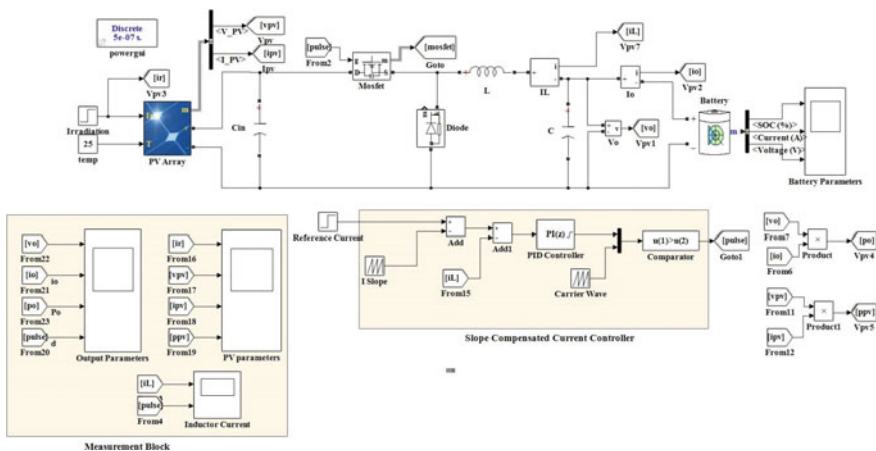 Discrete
5e-07 s.
powergui
<V_PV>
[vpv]
Vpv
<I_PV>
[ipv]
Ipv
[ir]
Vpv3
Irradiation
25
temp
Ir
T
m
PV Array
Cin
[pulse]
From2
g
m
D
S
Mosfet
[mosfet]
Goto
Diode
L
i
IL
[iL]
Vpv7
C
i
Io
[io]
Vpv2
v
Vo
[vo]
Vpv1
Battery
m
<SOC (%)>
<Current (A)>
<Voltage (V)>
Battery Parameters
[vo]
From22
io
[io]
From21
Po
[po]
From23
d
[pulse]
From20
Output Parameters
[ir]
From16
[vpv]
From17
[ipv]
From18
[ppv]
From19
PV parameters
[iL]
[pulse]
From4
Inductor Current
Measurement Block
Reference Current
I Slope
Add
Add1
[iL]
From15
PI(z)
PID Controller
Carrier Wave
u(1)>u(2)
Comparator
[pulse]
Goto1
Slope Compensated Current Controller
[vo]
From7
[io]
From6
×
Product
[po]
Vpv4
[vpv]
From11
[ipv]
From12
×
Product1
[ppv]
Vpv5